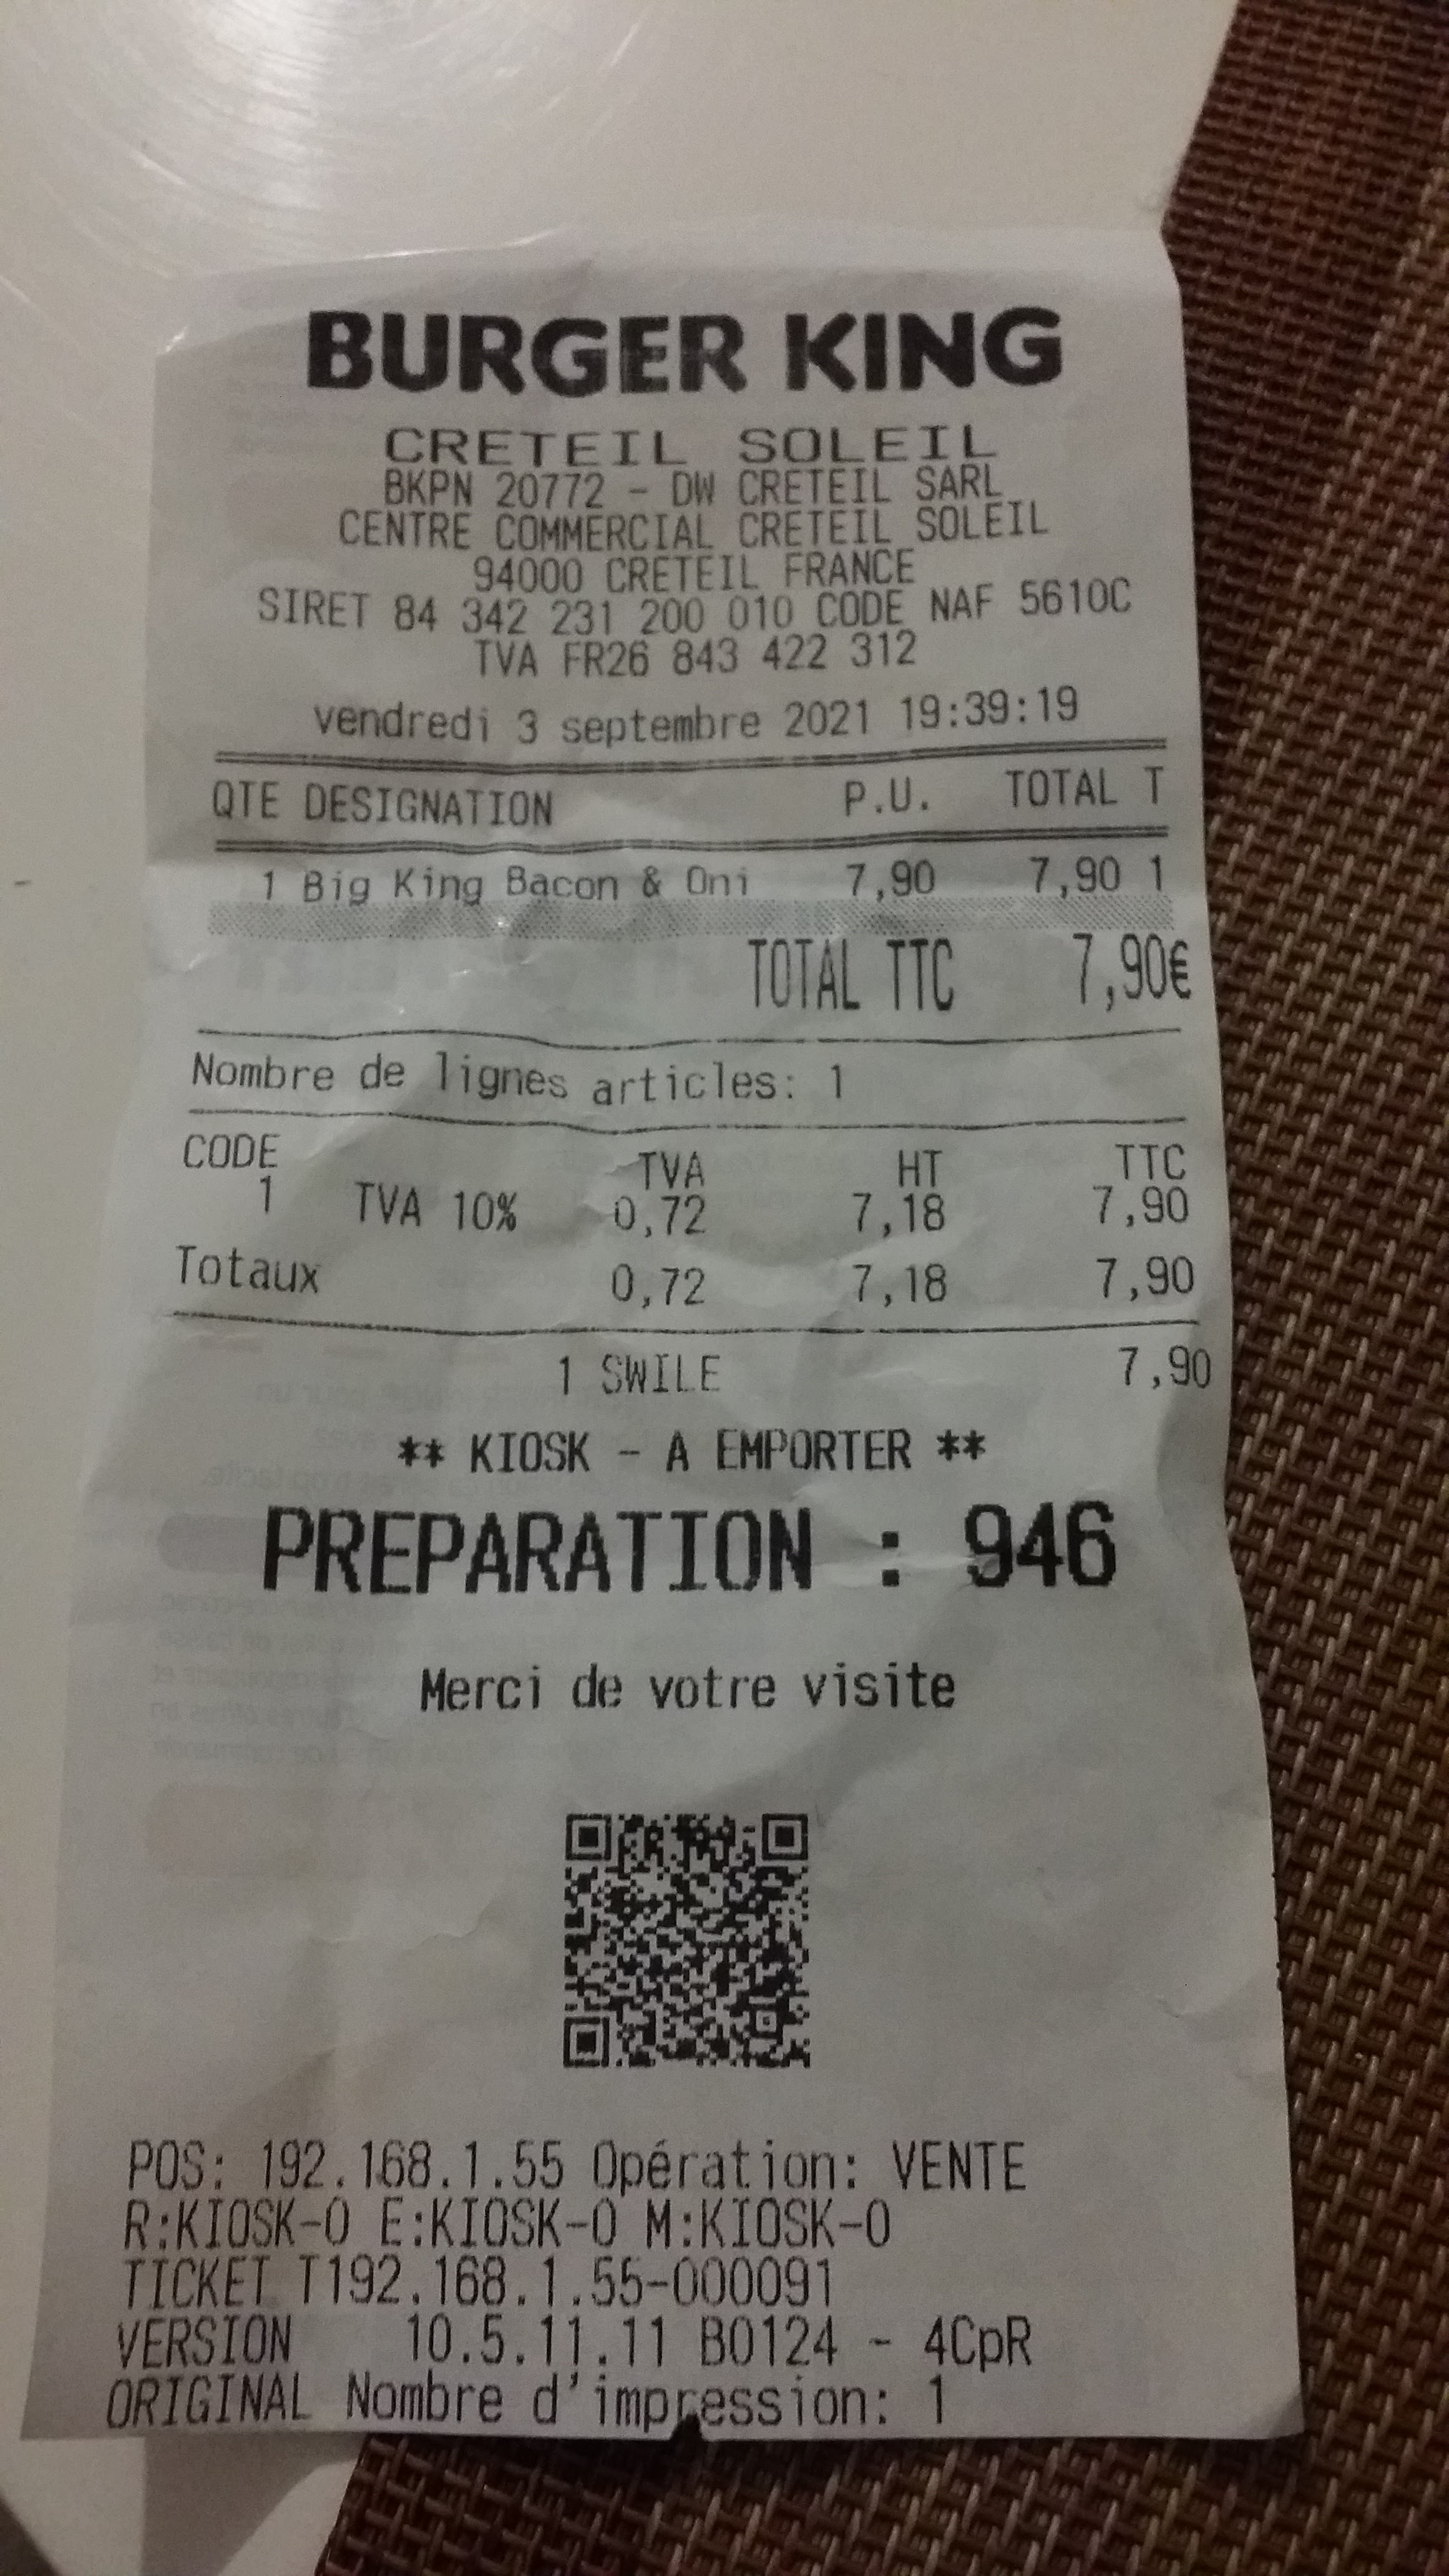 BURGER KING
CRETEIL SOLEIL
BKPN 20772 - DW CRETEIL SARL
CENTRE COMMERCIAL CRETEIL SOLEIL
94000 CRETEIL FRANCE
SIRET 84 342 231 200 010 CODE NAF 5610C
TVA FR26 843 422 312
vendredi 3 septembre 2021 19:39:19
QTE DESIGNATION P.U. TOTAL T
1 Big King Bacon & Oni 7,90 7,90 1
TOTAL TTC 7,90€
Nombre de lignes articles: 1
CODE TVA HT TTC
1 TVA 10% 0,72 7,18 7,90
Totaux 0,72 7,18 7,90
1 SWILE 7,90
** KIOSK - A EMPORTER **
PREPARATION : 946
Merci de votre visite
POS: 192.168.1.55 Opération: VENTE
R:KIOSK-0 E:KIOSK-0 M:KIOSK-0
TICKET T192.168.1.55-000091
VERSION 10.5.11.11 B0124 - 4CpR
ORIGINAL Nombre d'impression: 1